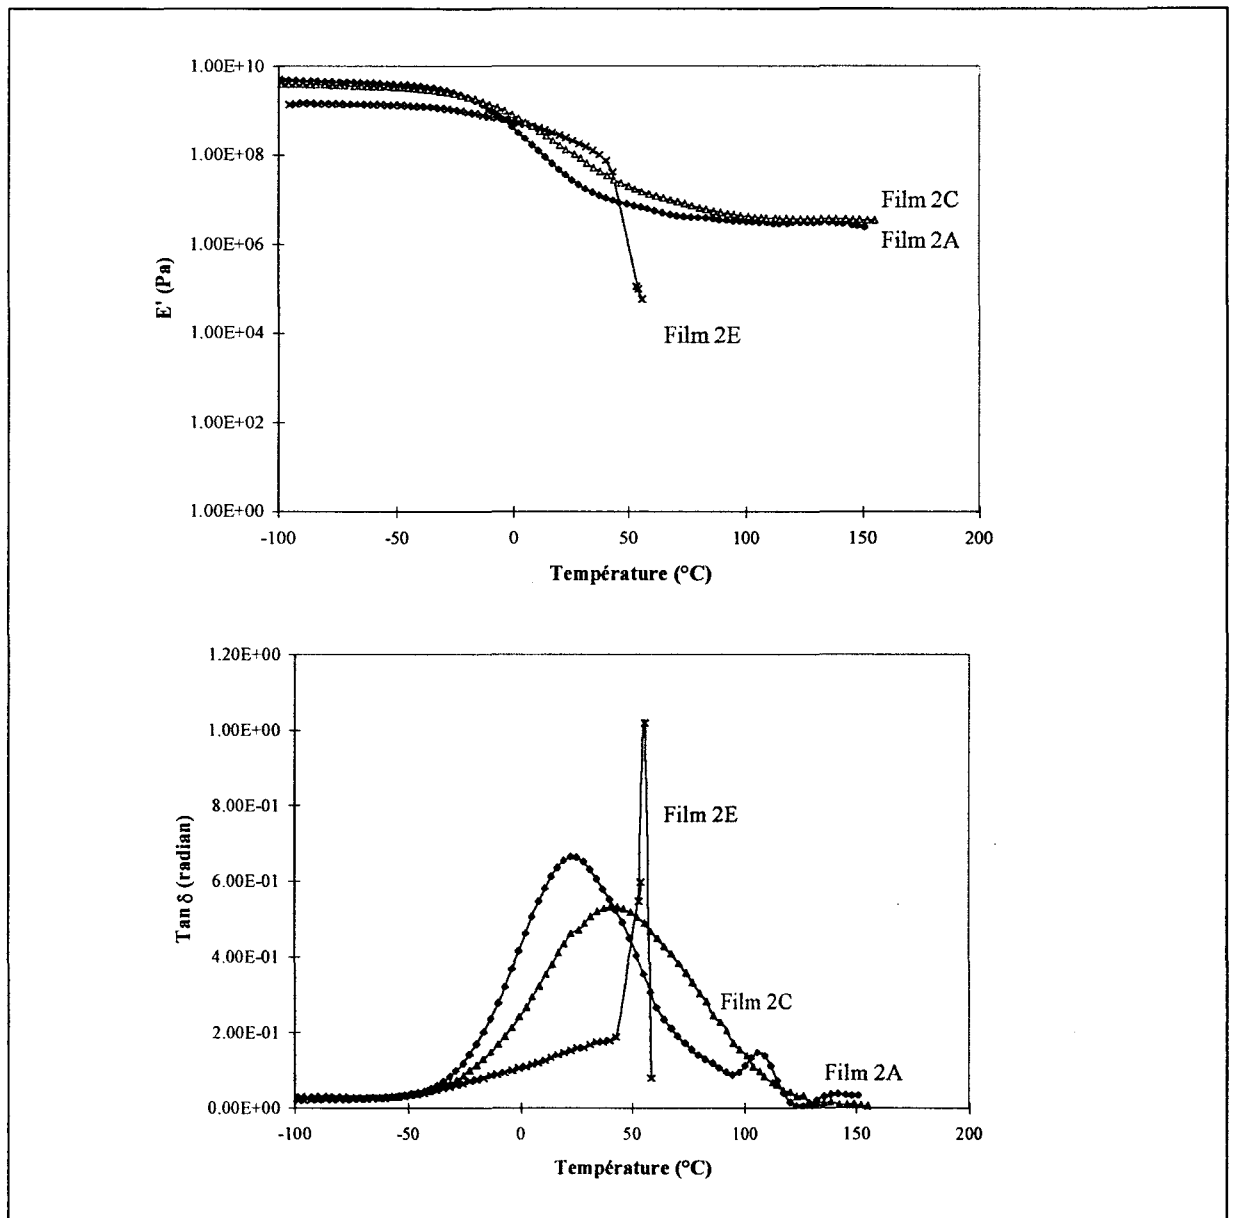 1.00E+10
1.00E+08
1.00E+06
1.00E+04
1.00E+02
1.00E+00
E' (Pa)
Film 2C
Film 2A
Film 2E
-100 -50 0 50 100 150 200
Température (°C)
1.20E+00
1.00E+00
8.00E-01
6.00E-01
4.00E-01
2.00E-01
0.00E+00
Tan δ (radian)
Film 2E
Film 2C
Film 2A
-100 -50 0 50 100 150 200
Température (°C)